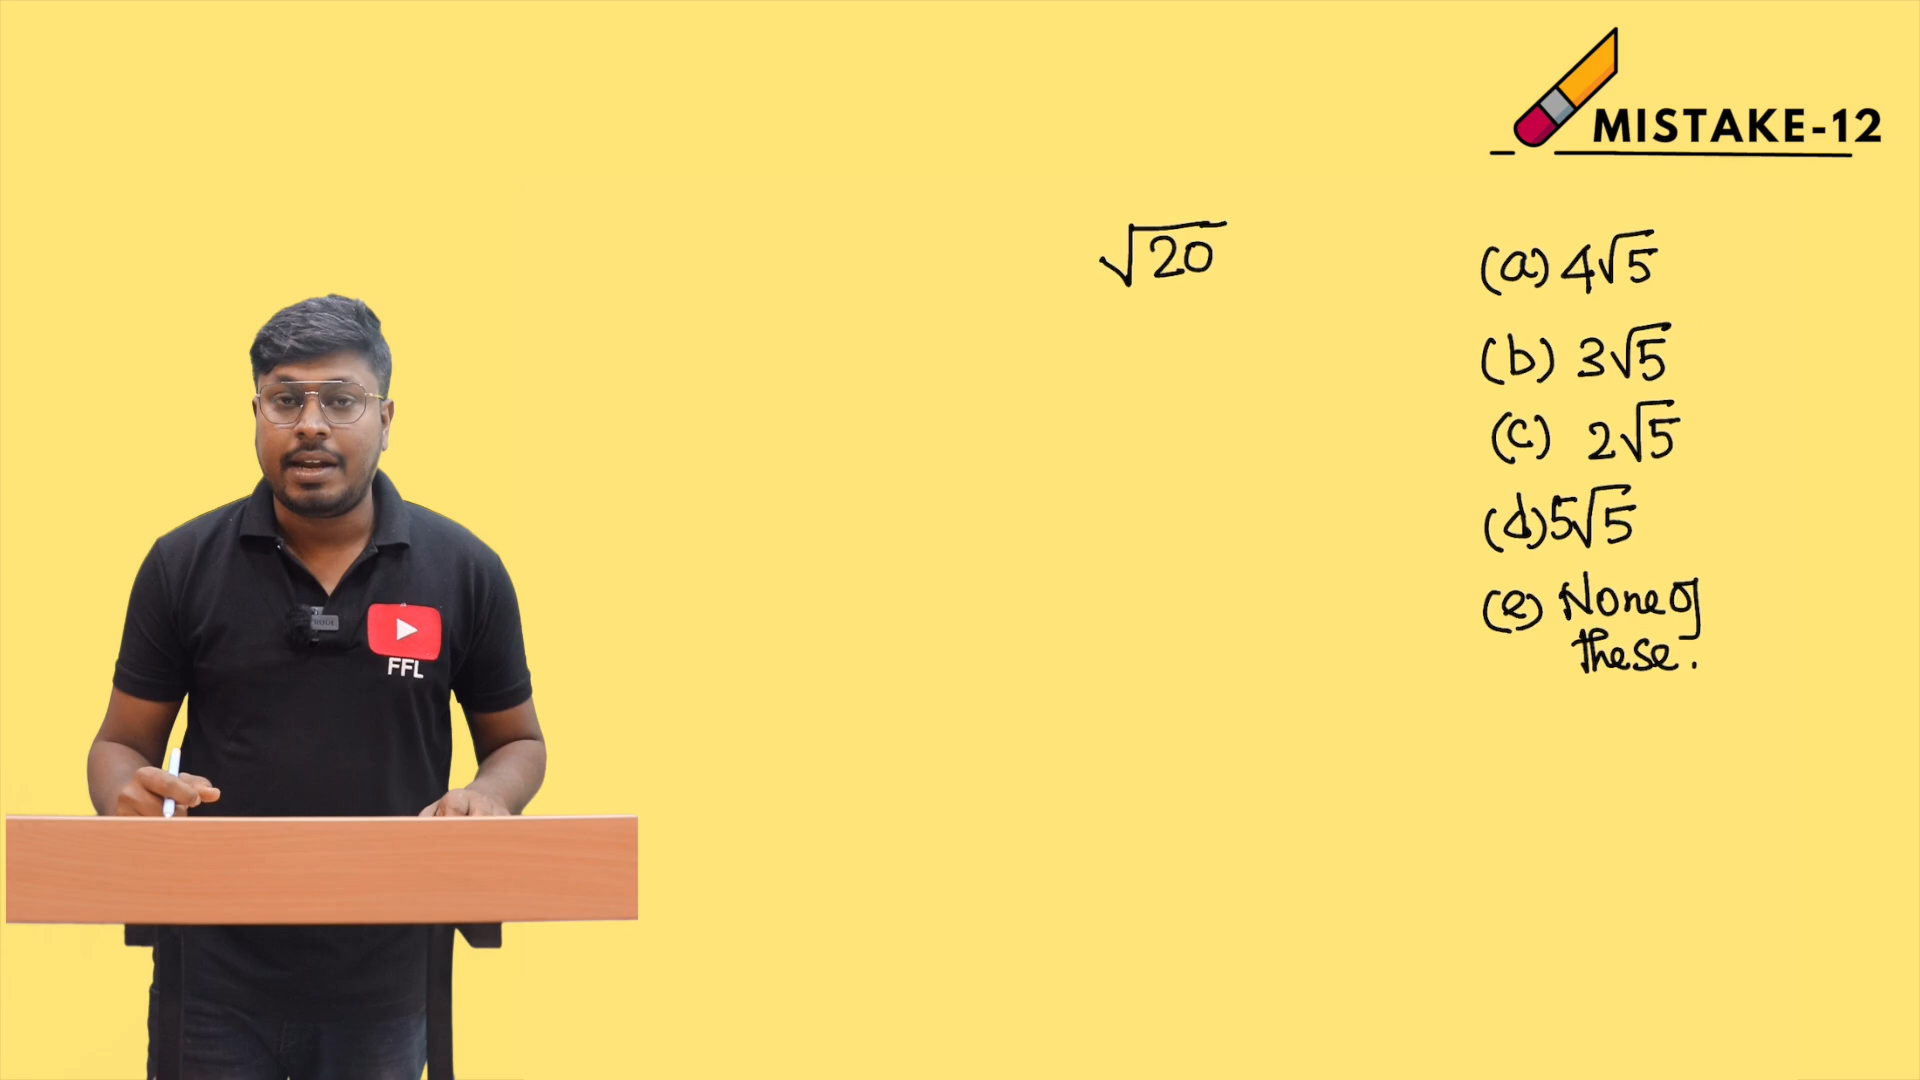 MISTAKE-12
√20
(a) 4√5
(b) 3√5
(c) 2√5
(d) 5√5
(e) None of
these.
FFL